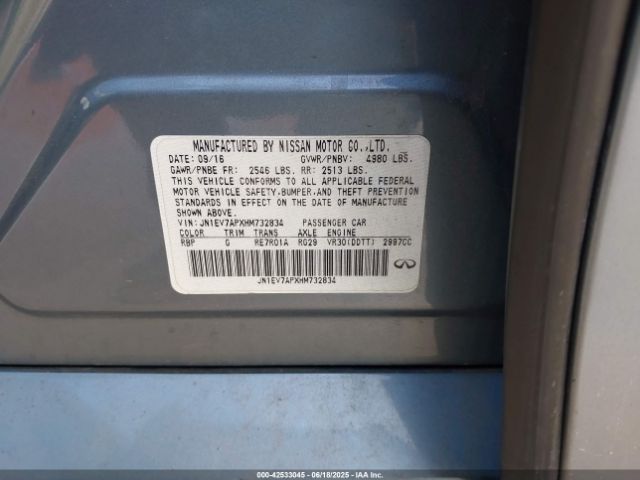 MANUFACTURED BY NISSAN MOTOR CO.,LTD.
DATE: 09/16 GVWR/PNBV: 4980 LBS.
GAWR/PNBE FR: 2546 LBS. RR: 2513 LBS.
THIS VEHICLE CONFORMS TO ALL APPLICABLE FEDERAL
MOTOR VEHICLE SAFETY,BUMPER,AND THEFT PREVENTION
STANDARDS IN EFFECT ON THE DATE OF MANUFACTURE
SHOWN ABOVE.
VIN: JN1EV7APXHM732834 PASSENGER CAR
COLOR TRIM TRANS AXLE ENGINE
RBP G RE7R01A RG29 VR30(DDTT) 2997CC
JN1EV7APXHM732834
000-42533045 - 06/18/2025 - IAA Inc.